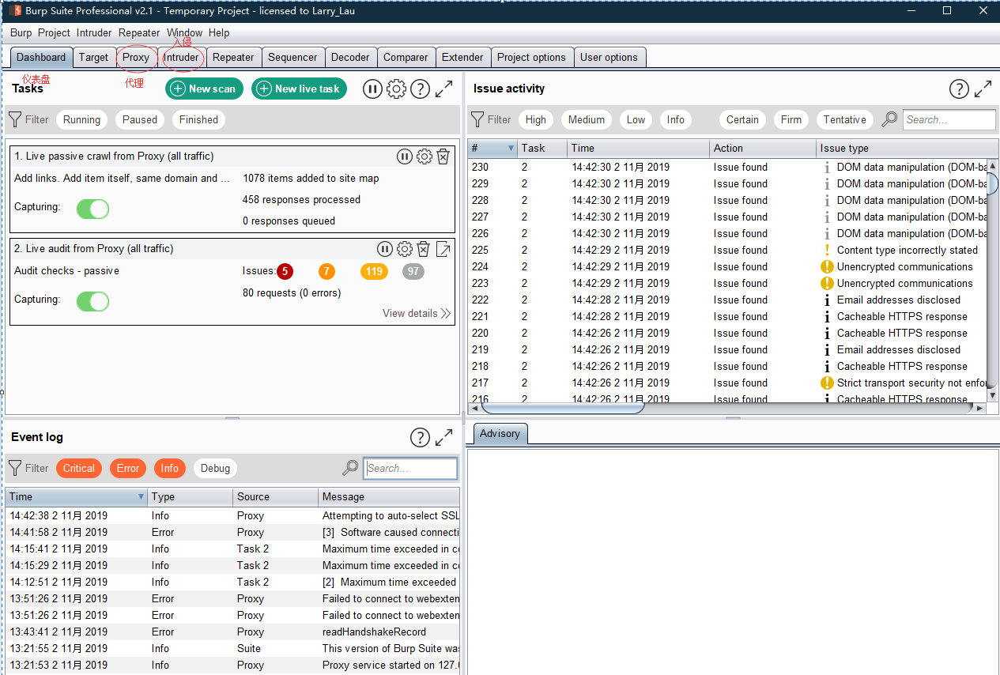 Burp Suite Professional v2.1 - Temporary Project - licensed to Larry_Lau
Burp Project Intruder Repeater Window Help
入侵
Dashboard Target Proxy Intruder Repeater Sequencer Decoder Comparer Extender Project options User options
仪表盘
代理
Tasks New scan New live task
Filter Running Paused Finished
1. Live passive crawl from Proxy (all traffic)
Add links. Add item itself, same domain and ... 1078 items added to site map
458 responses processed
Capturing:
0 responses queued
2. Live audit from Proxy (all traffic)
Audit checks - passive Issues: 5 7 119 97
80 requests (0 errors)
Capturing:
View details
Issue activity
Filter High Medium Low Info Certain Firm Tentative Search...
# Task Time Action Issue type
230 2 14:42:30 2 11月 2019 Issue found DOM data manipulation (DOM-ba
229 2 14:42:30 2 11月 2019 Issue found DOM data manipulation (DOM-ba
228 2 14:42:30 2 11月 2019 Issue found DOM data manipulation (DOM-ba
227 2 14:42:30 2 11月 2019 Issue found DOM data manipulation (DOM-ba
226 2 14:42:30 2 11月 2019 Issue found DOM data manipulation (DOM-ba
225 2 14:42:29 2 11月 2019 Issue found Content type incorrectly stated
224 2 14:42:29 2 11月 2019 Issue found Unencrypted communications
223 2 14:42:29 2 11月 2019 Issue found Unencrypted communications
222 2 14:42:28 2 11月 2019 Issue found Email addresses disclosed
221 2 14:42:28 2 11月 2019 Issue found Cacheable HTTPS response
220 2 14:42:26 2 11月 2019 Issue found Cacheable HTTPS response
219 2 14:42:26 2 11月 2019 Issue found Email addresses disclosed
218 2 14:42:26 2 11月 2019 Issue found Cacheable HTTPS response
217 2 14:42:26 2 11月 2019 Issue found Strict transport security not enfor
216 2 14:42:26 2 11月 2019 Issue found Cacheable HTTPS response
Event log
Filter Critical Error Info Debug Search...
Time Type Source Message
14:42:38 2 11月 2019 Info Proxy Attempting to auto-select SSL
14:41:58 2 11月 2019 Error Proxy [3] Software caused connecti
14:15:41 2 11月 2019 Info Task 2 Maximum time exceeded in co
14:15:29 2 11月 2019 Info Task 2 Maximum time exceeded in co
14:12:51 2 11月 2019 Info Task 2 [2] Maximum time exceeded
13:51:26 2 11月 2019 Error Proxy Failed to connect to webexten
13:51:26 2 11月 2019 Error Proxy Failed to connect to webexten
13:43:41 2 11月 2019 Error Proxy readHandshakeRecord
13:21:55 2 11月 2019 Info Suite This version of Burp Suite was
13:21:53 2 11月 2019 Info Proxy Proxy service started on 127.0
Advisory